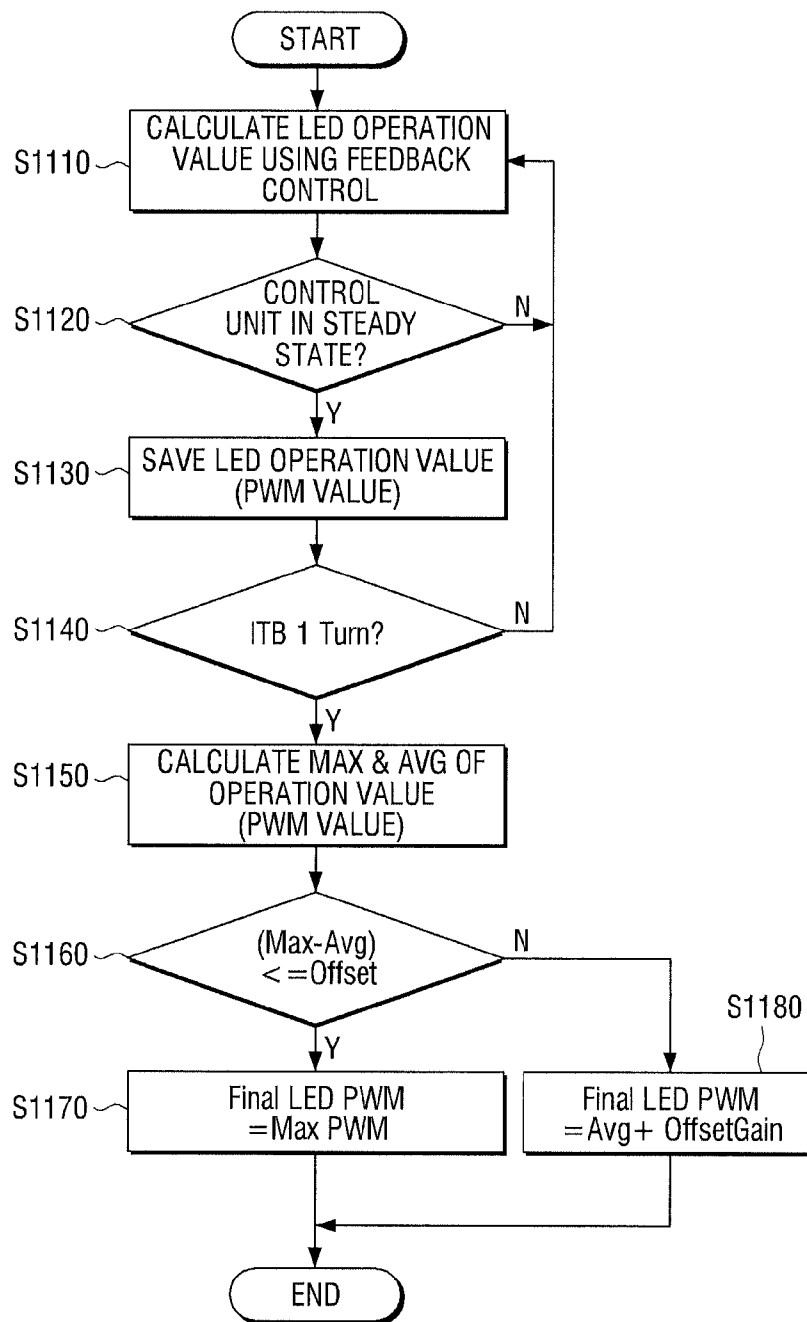 START
S1110
CALCULATE LED OPERATION
VALUE USING FEEDBACK
CONTROL
S1120
CONTROL
UNIT IN STEADY
STATE?
N
Y
S1130
SAVE LED OPERATION VALUE
(PWM VALUE)
S1140
ITB 1 Turn?
N
Y
S1150
CALCULATE MAX & AVG OF
OPERATION VALUE
(PWM VALUE)
S1160
(Max-Avg)
< =Offset
N
Y
S1180
S1170
Final LED PWM
=Max PWM
Final LED PWM
=Avg+ OffsetGain
END